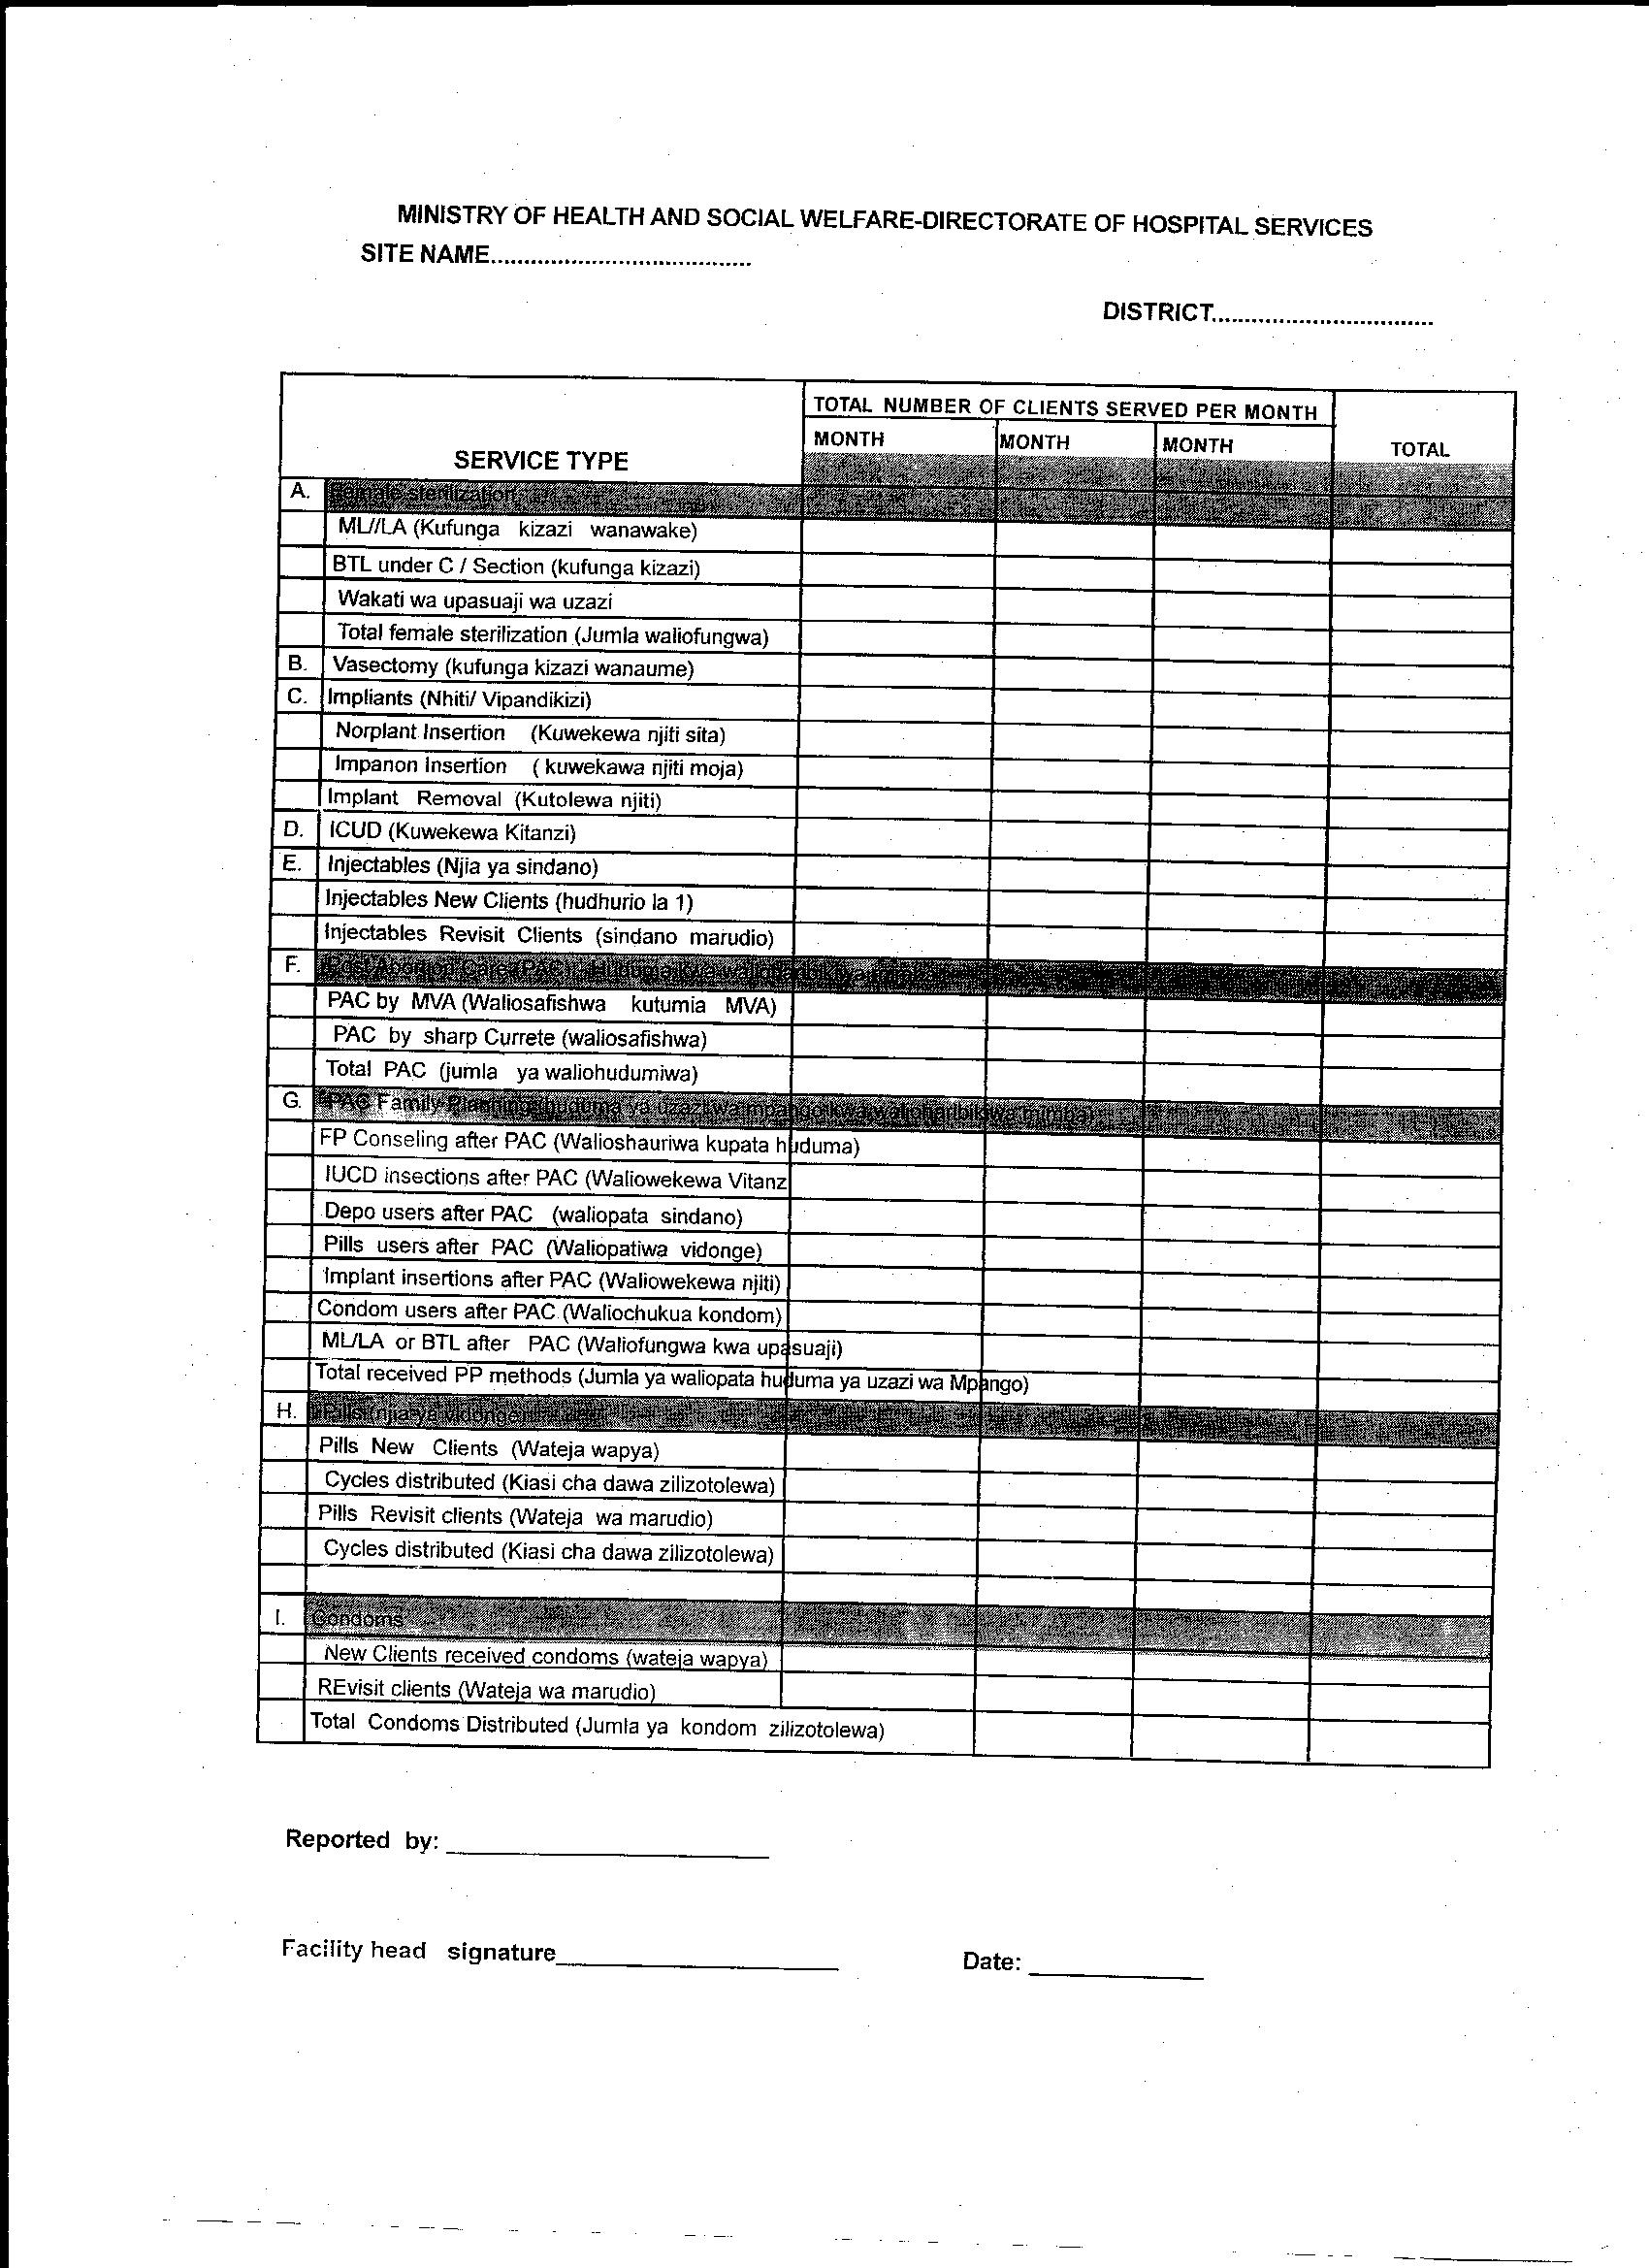 MINISTRY OF HEALTH AND SOCIAL WELFARE-DIRECTORATE OF HOSPITAL SERVICES
SITE NAME.......................................
DISTRICT.................................
SERVICE TYPE
TOTAL NUMBER OF CLIENTS SERVED PER MONTH
MONTH MONTH MONTH
TOTAL
A. Female sterilization
ML//LA (Kufunga kizazi wanawake)
BTL under C / Section (kufunga kizazi)
Wakati wa upasuaji wa uzazi
Total female sterilization (Jumla waliofungwa)
B. Vasectomy (kufunga kizazi wanaume)
C. Impliants (Nhiti/ Vipandikizi)
Norplant Insertion (Kuwekewa njiti sita)
Impanon Insertion ( kuwekawa njiti moja)
Implant Removal (Kutolewa njiti)
D. ICUD (Kuwekewa Kitanzi)
E. Injectables (Njia ya sindano)
Injectables New Clients (hudhurio la 1)
Injectables Revisit Clients (sindano marudio)
F. Post Abortion Care (PAC) Huduma kwa walioharibikiwa
PAC by MVA (Waliosafishwa kutumia MVA)
PAC by sharp Currete (waliosafishwa)
Total PAC (jumla ya waliohudumiwa)
G. PAC Family Planning (huduma ya uzazi wa mpango kwa walioharibikiwa mimba)
FP Conseling after PAC (Walioshauriwa kupata huduma)
IUCD insections after PAC (Waliowekewa Vitanz
Depo users after PAC (waliopata sindano)
Pills users after PAC (Waliopatiwa vidonge)
Implant insertions after PAC (Waliowekewa njiti)
Condom users after PAC (Waliochukua kondom)
ML/LA or BTL after PAC (Waliofungwa kwa upasuaji)
Total received PP methods (Jumla ya waliopata huduma ya uzazi wa Mpango)
H. Pills (njia ya vidonge
Pills New Clients (Wateja wapya)
Cycles distributed (Kiasi cha dawa zilizotolewa)
Pills Revisit clients (Wateja wa marudio)
Cycles distributed (Kiasi cha dawa zilizotolewa)
I. Condoms
New Clients received condoms (wateja wapya)
REvisit clients (Wateja wa marudio)
Total Condoms Distributed (Jumla ya kondom zilizotolewa)
Reported by:
Facility head signature
Date: